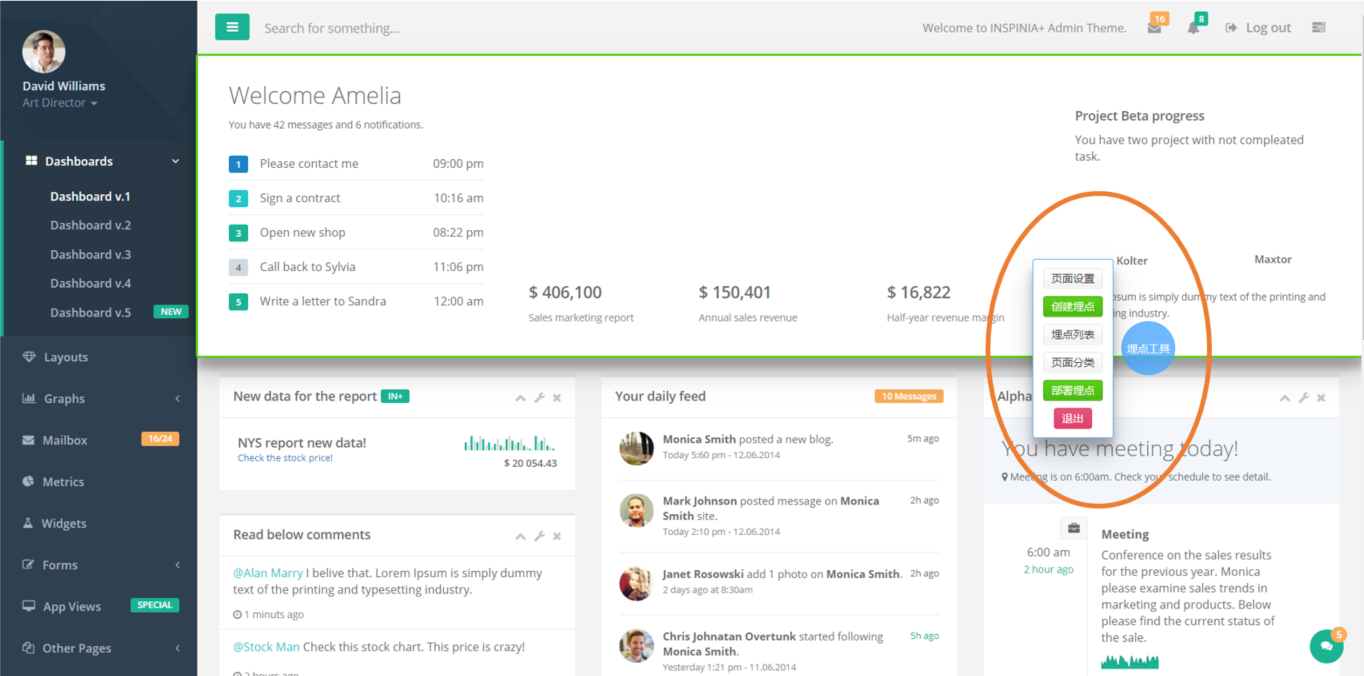 David Williams
Art Director
Dashboards
Dashboard v.1
Dashboard v.2
Dashboard v.3
Dashboard v.4
Dashboard v.5 NEW
Layouts
Graphs
Mailbox 16/24
Metrics
Widgets
Forms
App Views SPECIAL
Other Pages
Search for something...
Welcome to INSPINIA+ Admin Theme. 16 8 Log out
Welcome Amelia
You have 42 messages and 6 notifications.
1 Please contact me 09:00 pm
2 Sign a contract 10:16 am
3 Open new shop 08:22 pm
4 Call back to Sylvia 11:06 pm
5 Write a letter to Sandra 12:00 am
$ 406,100
Sales marketing report
$ 150,401
Annual sales revenue
$ 16,822
Half-year revenue margin
Project Beta progress
You have two project with not compleated
task.
Kolter
Maxtor
sum is simply dummy text of the printing and
industry.
页面设置
创建埋点
埋点列表
页面分类
部署埋点
退出
埋点工具
New data for the report IN+
NYS report new data!
Check the stock price!
$ 20 054.43
Read below comments
@Alan Marry I belive that. Lorem Ipsum is simply dummy
text of the printing and typesetting industry.
1 minuts ago
@Stock Man Check this stock chart. This price is crazy!
2 hours ago
Your daily feed 10 Messages
Monica Smith posted a new blog. 5m ago
Today 5:60 pm - 12.06.2014
Mark Johnson posted message on Monica 2h ago
Smith site.
Today 2:10 pm - 12.06.2014
Janet Rosowski add 1 photo on Monica Smith. 2h ago
2 days ago at 8:30am
Chris Johnatan Overtunk started following 5h ago
Monica Smith.
Yesterday 1:21 pm - 11.06.2014
Alpha
You have meeting today!
Meeting is on 6:00am. Check your schedule to see detail.
6:00 am
2 hour ago
Meeting
Conference on the sales results
for the previous year. Monica
please examine sales trends in
marketing and products. Below
please find the current status of
the sale.
5